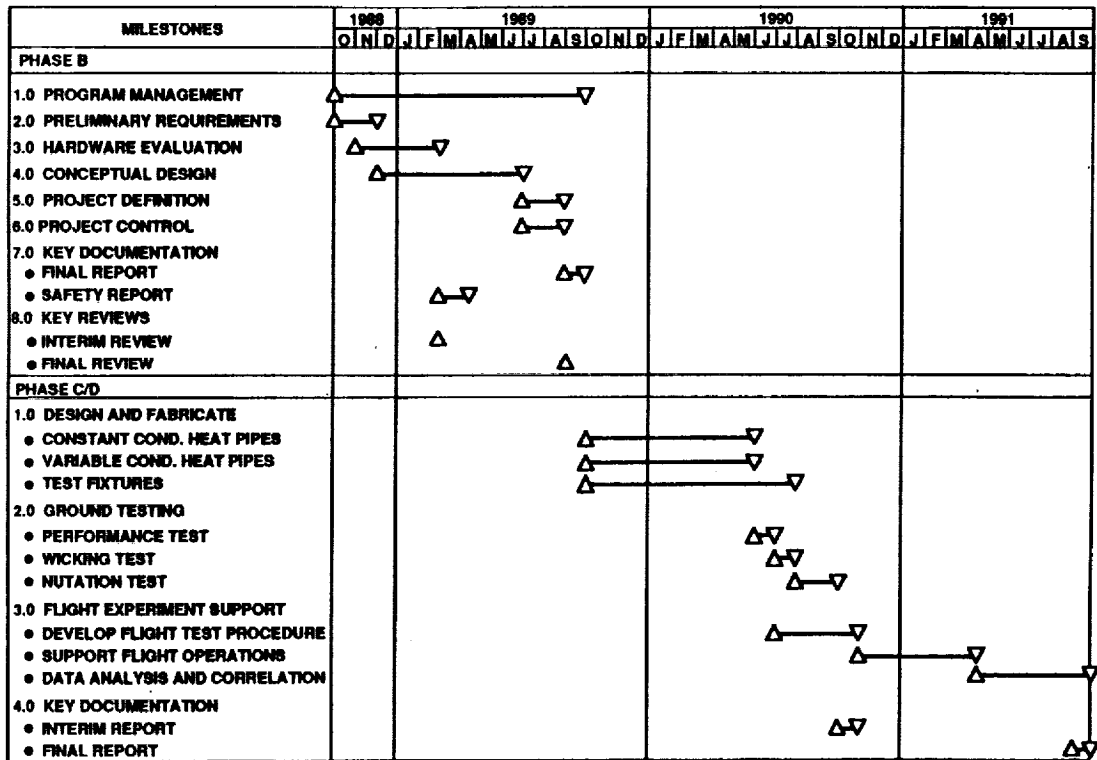 MILESTONES
1988 1989 1990 1991
O N D J F M A M J J A S O N D J F M A M J J A S O N D J F M A M J J A S
PHASE B
1.0 PROGRAM MANAGEMENT
2.0 PRELIMINARY REQUIREMENTS
3.0 HARDWARE EVALUATION
4.0 CONCEPTUAL DESIGN
5.0 PROJECT DEFINITION
6.0 PROJECT CONTROL
7.0 KEY DOCUMENTATION
● FINAL REPORT
● SAFETY REPORT
8.0 KEY REVIEWS
● INTERIM REVIEW
● FINAL REVIEW
PHASE C/D
1.0 DESIGN AND FABRICATE
● CONSTANT COND. HEAT PIPES
● VARIABLE COND. HEAT PIPES
● TEST FIXTURES
2.0 GROUND TESTING
● PERFORMANCE TEST
● WICKING TEST
● NUTATION TEST
3.0 FLIGHT EXPERIMENT SUPPORT
● DEVELOP FLIGHT TEST PROCEDURE
● SUPPORT FLIGHT OPERATIONS
● DATA ANALYSIS AND CORRELATION
4.0 KEY DOCUMENTATION
● INTERIM REPORT
● FINAL REPORT